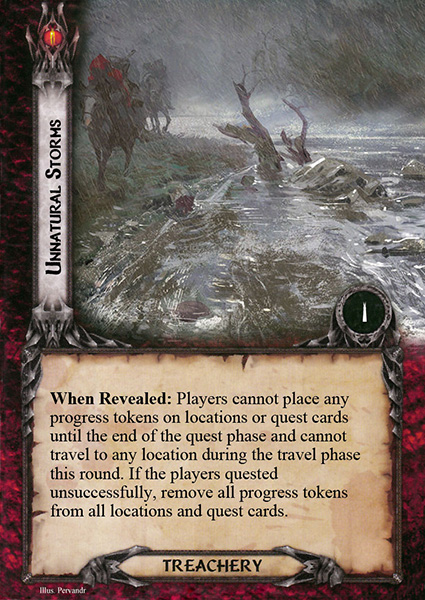 Unnatural Storms
When Revealed: Players cannot place any
progress tokens on locations or quest cards
until the end of the quest phase and cannot
travel to any location during the travel phase
this round. If the players quested
unsuccessfully, remove all progress tokens
from all locations and quest cards.
TREACHERY
Illus. Pervandr